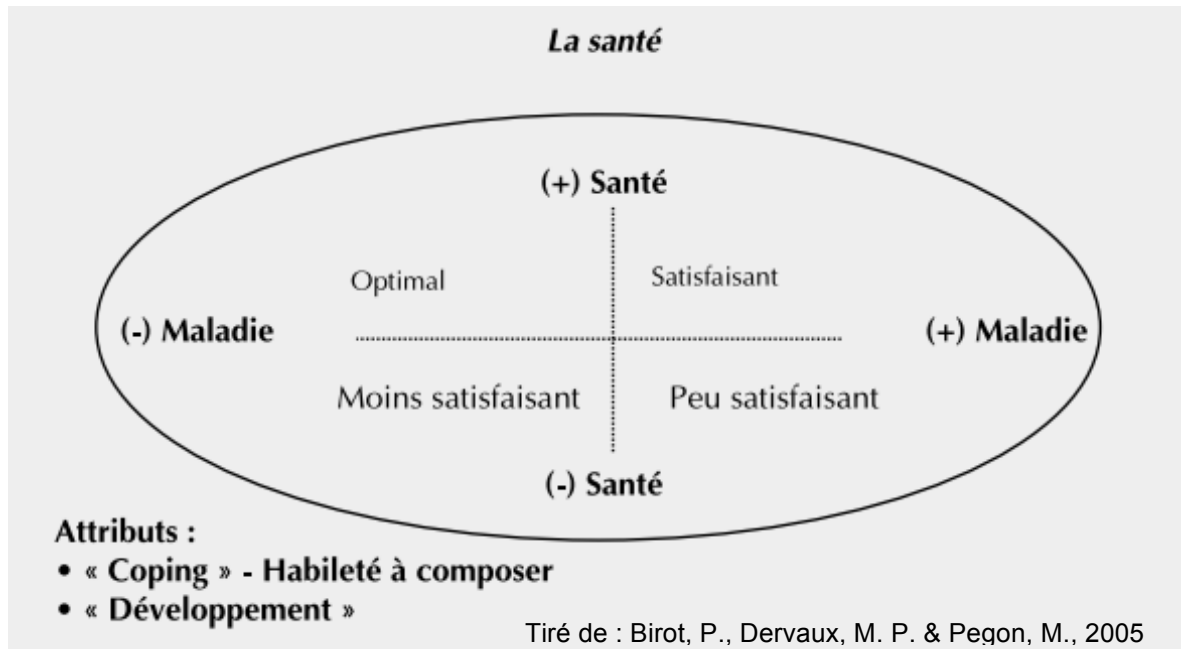 La santé
(+) Santé
Optimal
Satisfaisant
(-) Maladie
(+) Maladie
Moins satisfaisant
Peu satisfaisant
(-) Santé
Attributs :
• « Coping » - Habileté à composer
• « Développement »
Tiré de : Birot, P., Dervaux, M. P. & Pegon, M., 2005